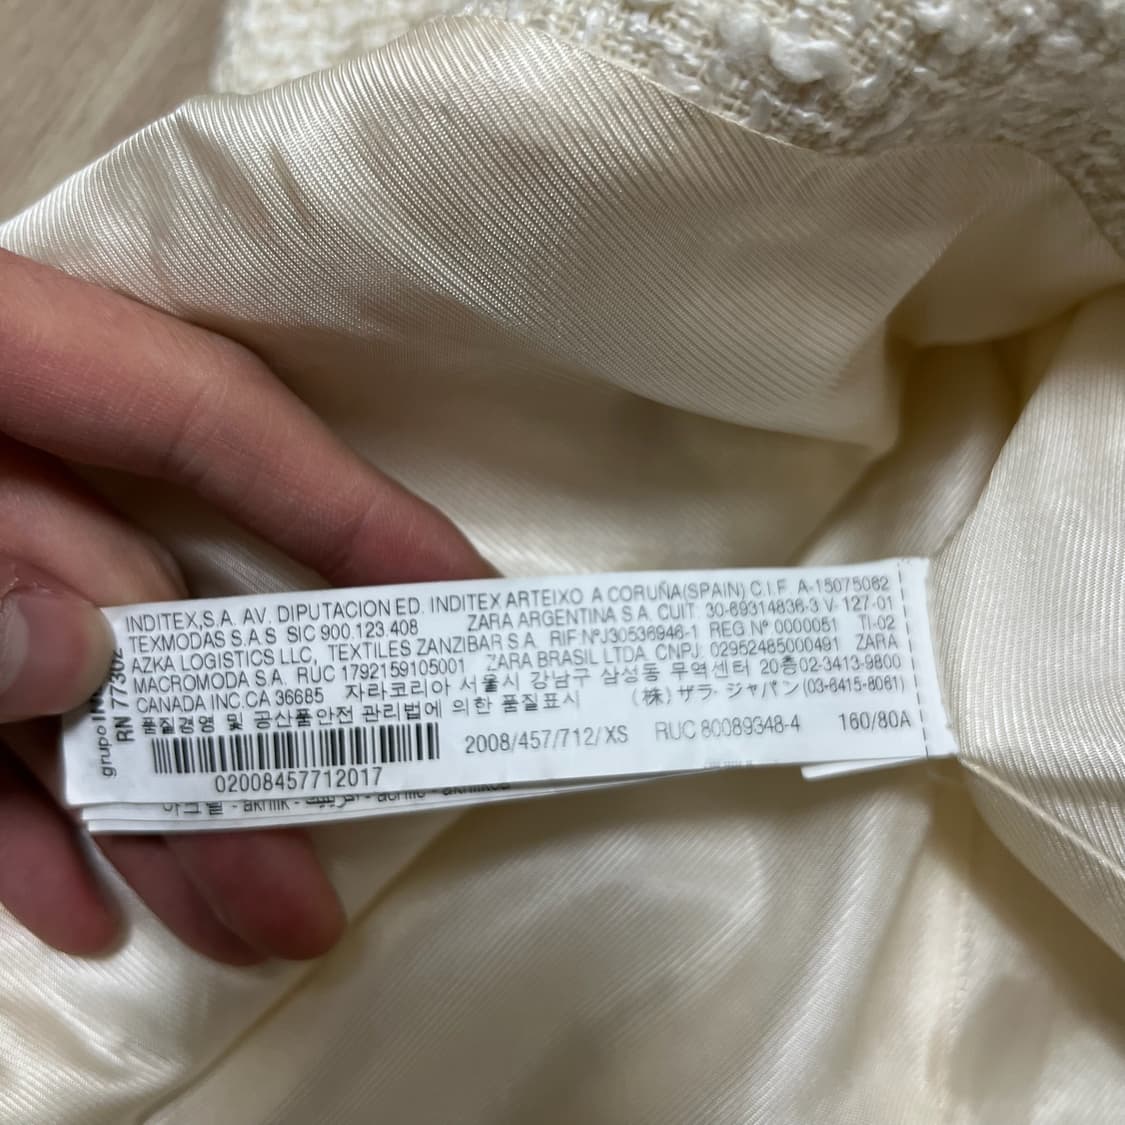 INDITEX,S.A. AV. DIPUTACION ED. INDITEX ARTEIXO A CORUÑA(SPAIN) C.I.F. A-15075062
TEXMODAS S.A.S SIC 900.123.408 ZARA ARGENTINA S.A. CUIT 30-69314836-3 V-127-01
AZKA LOGISTICS LLC, TEXTILES ZANZIBAR S.A. RIF NºJ30536946-1 REG.Nº 0000051 TI-02
MACROMODA S.A. RUC 1792159105001 ZARA BRASIL LTDA. CNPJ: 02952485000491 ZARA
CANADA INC.CA 36685 자라코리아 서울시 강남구 삼성동 무역센터 20층02-3413-9800
품질경영 및 공산품안전 관리법에 의한 품질표시 (株) ザラ・ジャパン(03-6415-8061)
2008/457/712/XS RUC 80089348-4 160/80A
02008457712017
grupo
RN 77302